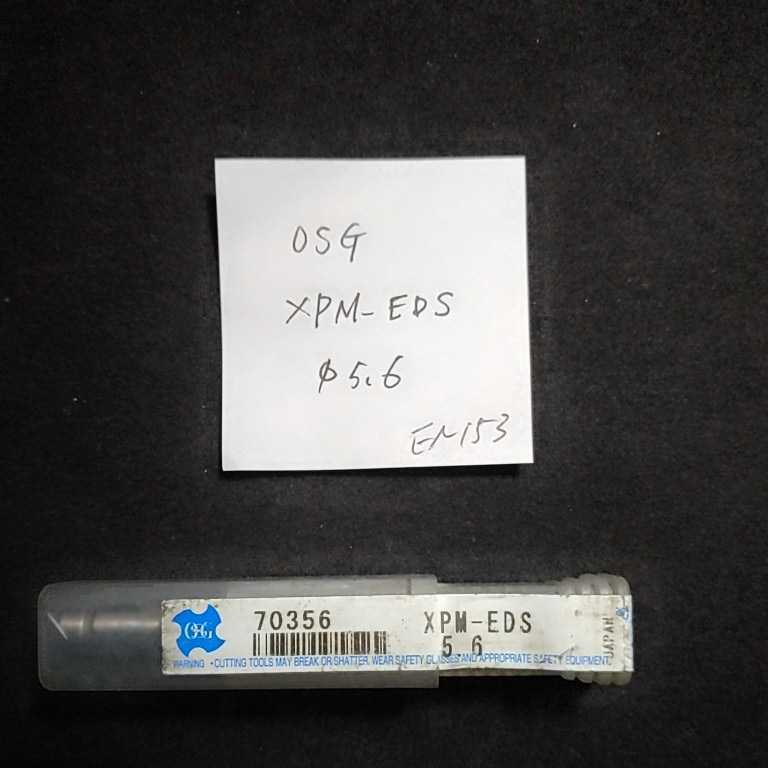 OSG
XPM-EDS
φ5.6
EM153
OSG
70356
XPM-EDS
5.6
WARNING • CUTTING TOOLS MAY BREAK OR SHATTER. WEAR SAFETY GLASSES AND APPROPRIATE SAFETY EQUIPMENT.
JAPAN